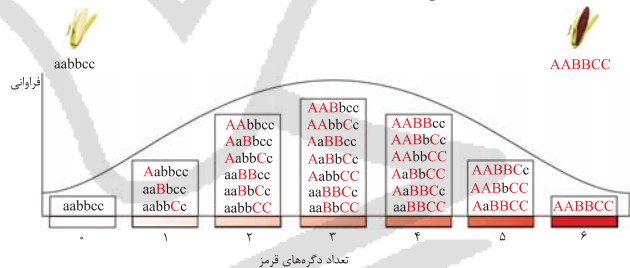 aabbcc
AABBCC
فراوانی
aabbcc
Aabbcc
aaBbcc
aabbCc
AAbbcc
AaBbcc
AabbCc
aaBBcc
aaBbCc
aabbCC
AABbcc
AAbbCc
AaBBcc
AaBbCc
AabbCC
aaBBCc
aaBbCC
AABBcc
AABbCc
AAbbCC
AaBbCC
AaBBCc
aaBBCC
AABBCc
AABbCC
AaBBCC
AABBCC
۰ ۱ ۲ ۳ ۴ ۵ ۶
تعداد دگره‌های قرمز